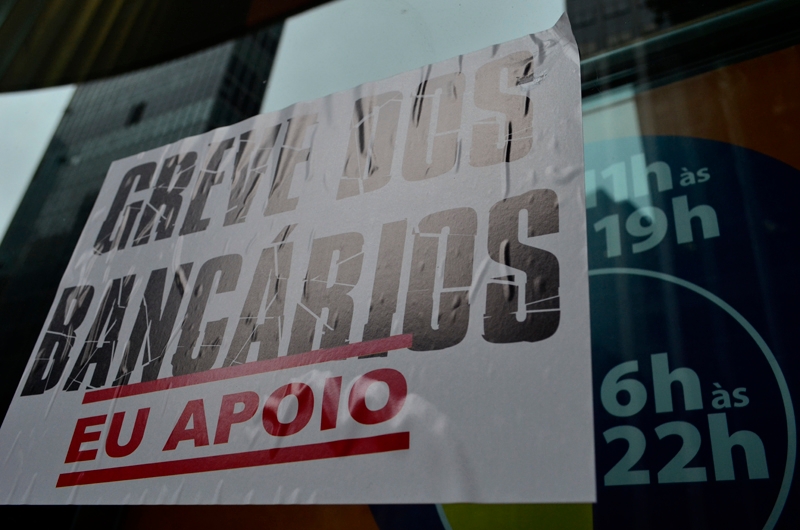 GREVE DOS
BANCÁRIOS
EU APOIO
11h às
19h
6h às
22h